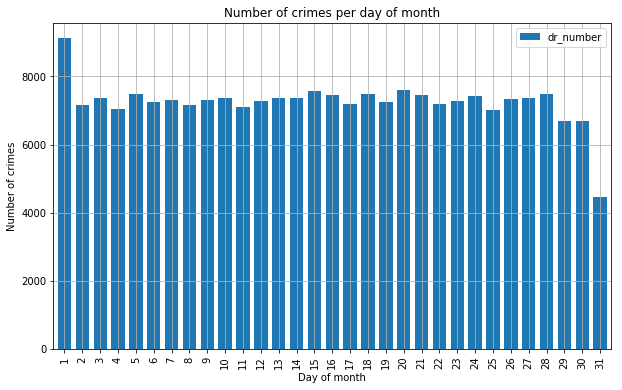 Number of crimes per day of month
dr_number
Number of crimes
8000
6000
4000
2000
0
1 2 3 4 5 6 7 8 9 10 11 12 13 14 15 16 17 18 19 20 21 22 23 24 25 26 27 28 29 30 31
Day of month